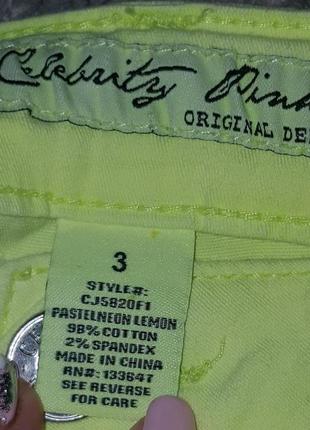 Celebrity Pink
ORIGINAL DE
3
STYLE#:
CJ5820F1
PASTELNEON LEMON
98% COTTON
2% SPANDEX
MADE IN CHINA
RN#: 133647
SEE REVERSE
FOR CARE